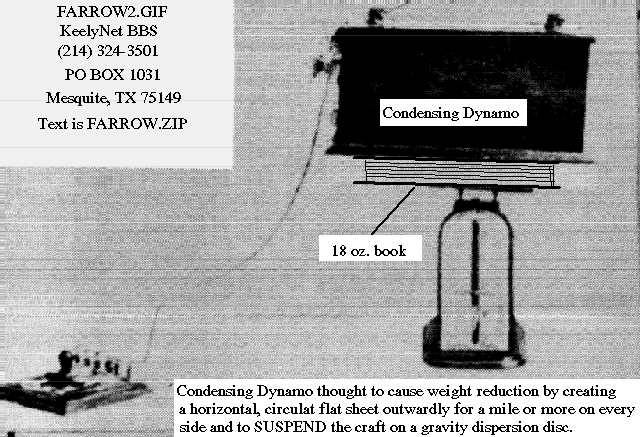 FARROW2.GIF
KeelyNet BBS
(214) 324-3501
PO BOX 1031
Mesquite, TX 75149
Text is FARROW.ZIP
Condensing Dynamo
18 oz. book
Condensing Dynamo thought to cause weight reduction by creating
a horizontal, circulat flat sheet outwardly for a mile or more on every
side and to SUSPEND the craft on a gravity dispersion disc.